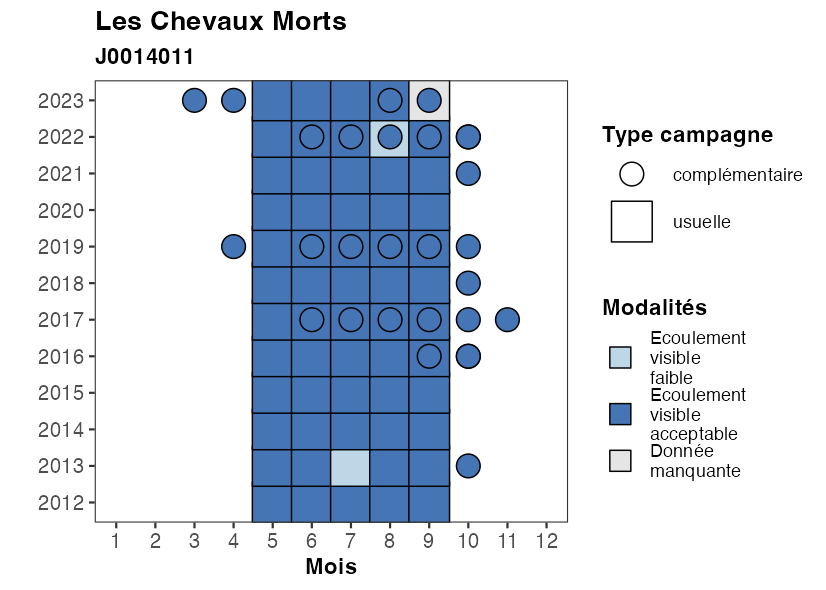 Les Chevaux Morts
J0014011
2023
2022
2021
2020
2019
2018
2017
2016
2015
2014
2013
2012
1 2 3 4 5 6 7 8 9 10 11 12
Mois
Type campagne
complémentaire
usuelle
Modalités
Ecoulement
visible
faible
Ecoulement
visible
acceptable
Donnée
manquante